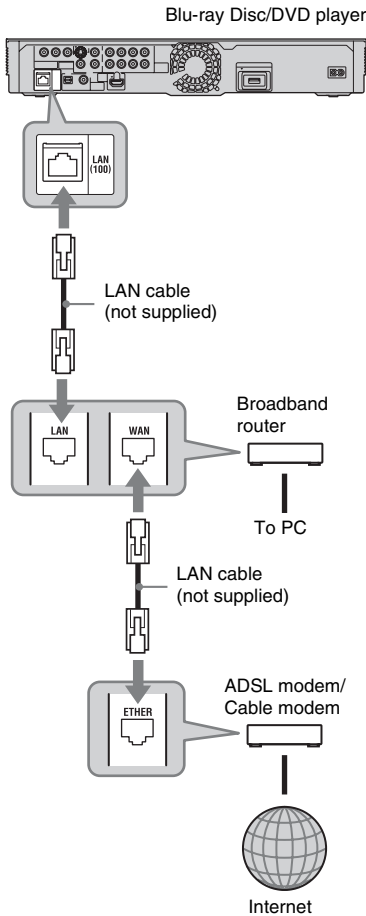 Blu-ray Disc/DVD player
LAN
(100)
LAN cable
(not supplied)
LAN
WAN
Broadband
router
To PC
LAN cable
(not supplied)
ETHER
ADSL modem/
Cable modem
Internet